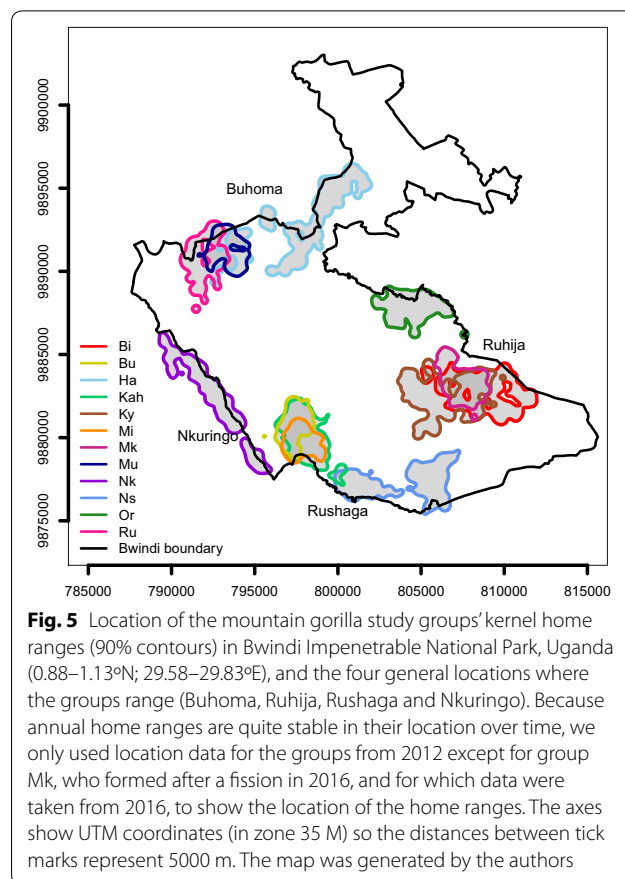 9900000
9895000
9890000
9885000
9880000
9875000
Buhoma
Ruhija
Nkuringo
Rushaga
Bi
Bu
Ha
Kah
Ky
Mi
Mk
Mu
Nk
Ns
Or
Ru
Bwindi boundary
785000 790000 795000 800000 805000 810000 815000
Fig. 5 Location of the mountain gorilla study groups' kernel home
ranges (90% contours) in Bwindi Impenetrable National Park, Uganda
(0.88–1.13ºN; 29.58–29.83ºE), and the four general locations where
the groups range (Buhoma, Ruhija, Rushaga and Nkuringo). Because
annual home ranges are quite stable in their location over time, we
only used location data for the groups from 2012 except for group
Mk, who formed after a fission in 2016, and for which data were
taken from 2016, to show the location of the home ranges. The axes
show UTM coordinates (in zone 35 M) so the distances between tick
marks represent 5000 m. The map was generated by the authors